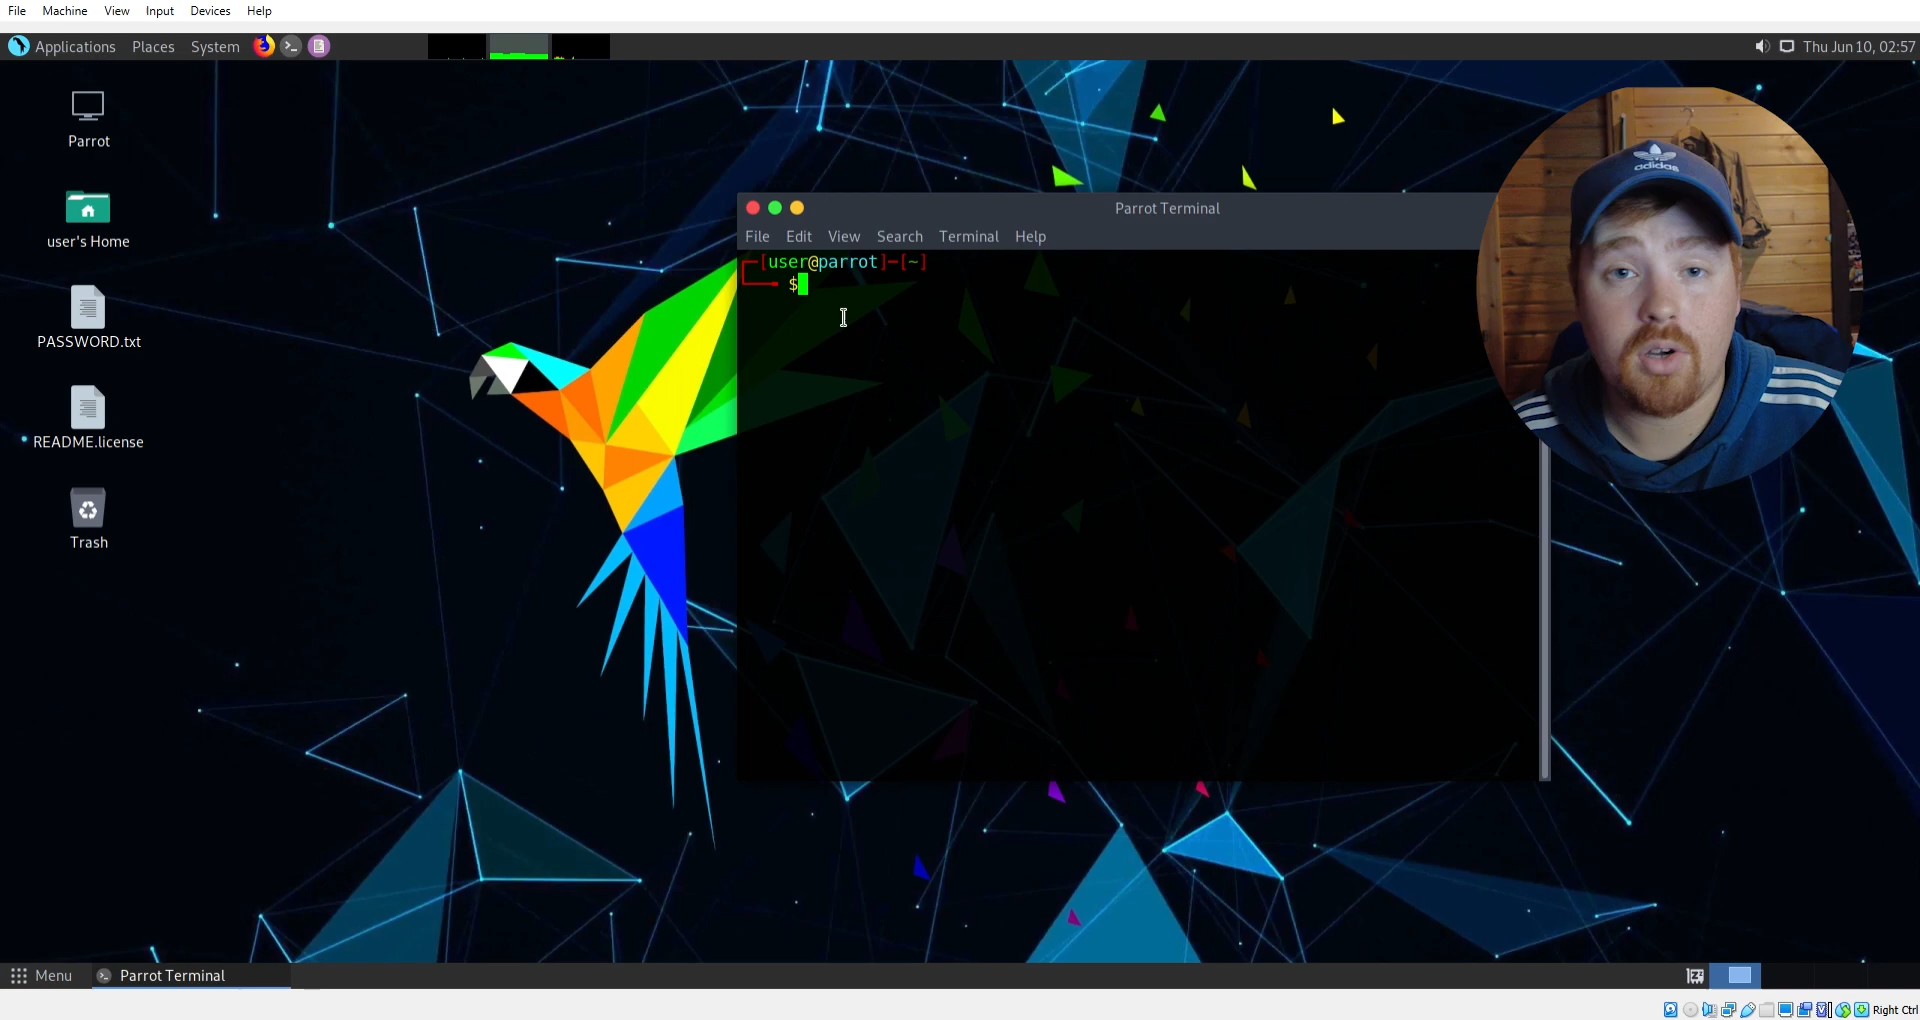 File Machine View Input Devices Help
Applications Places System
Thu Jun 10, 02:57
Parrot
user's Home
PASSWORD.txt
README.license
Trash
Parrot Terminal
File Edit View Search Terminal Help
[user@parrot]-[~]
$
adidas
Menu Parrot Terminal
Right Ctrl